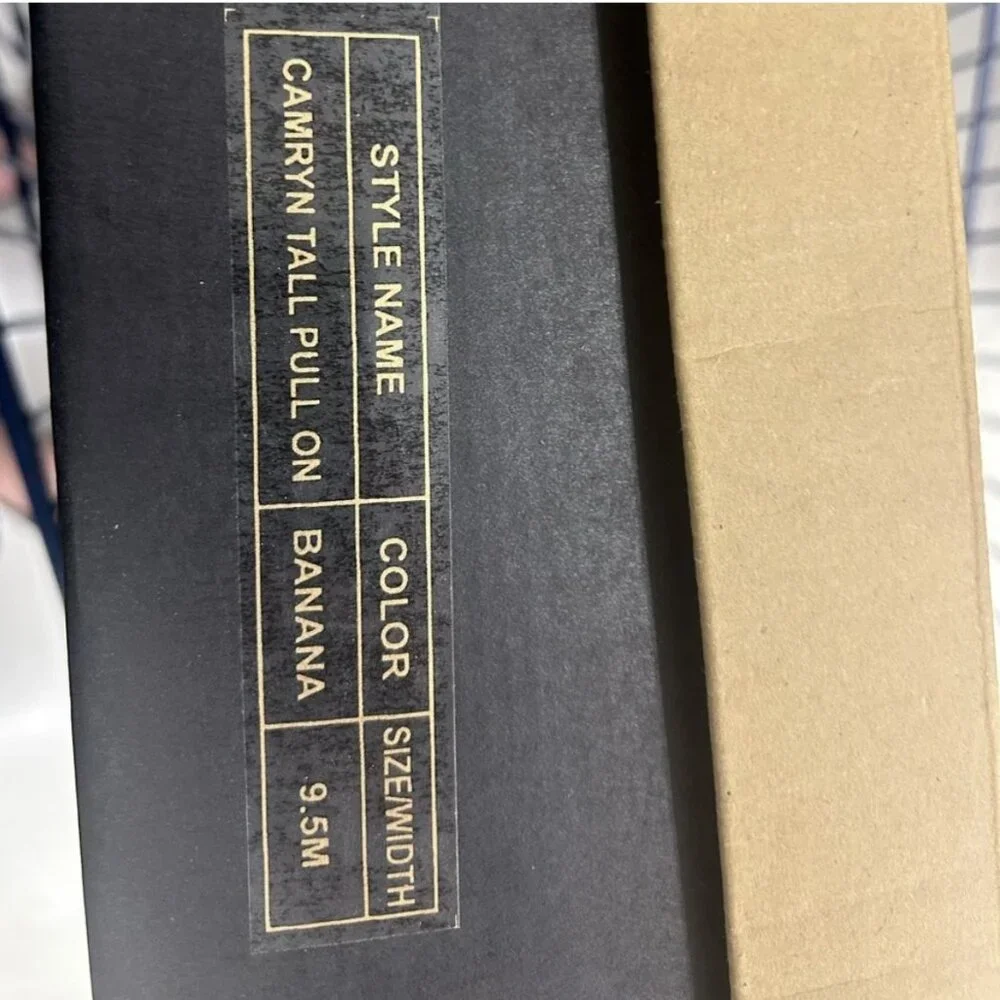 STYLE NAME COLOR SIZE/WIDTH
CAMRYN TALL PULL ON BANANA 9.5M